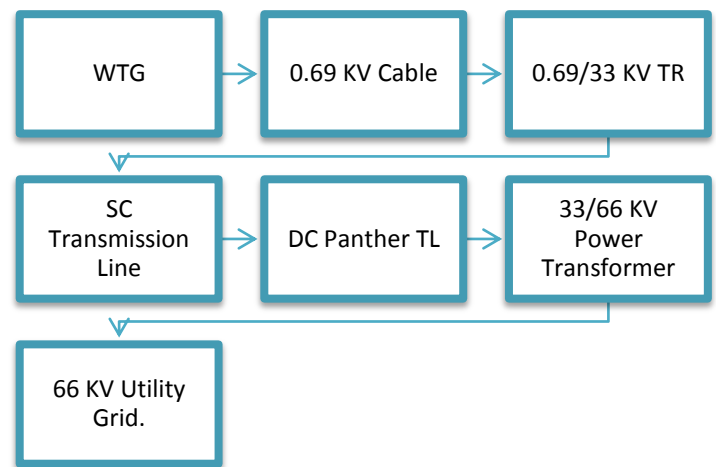 WTG
0.69 KV Cable
0.69/33 KV TR
SC
Transmission
Line
DC Panther TL
33/66 KV
Power
Transformer
66 KV Utility
Grid.